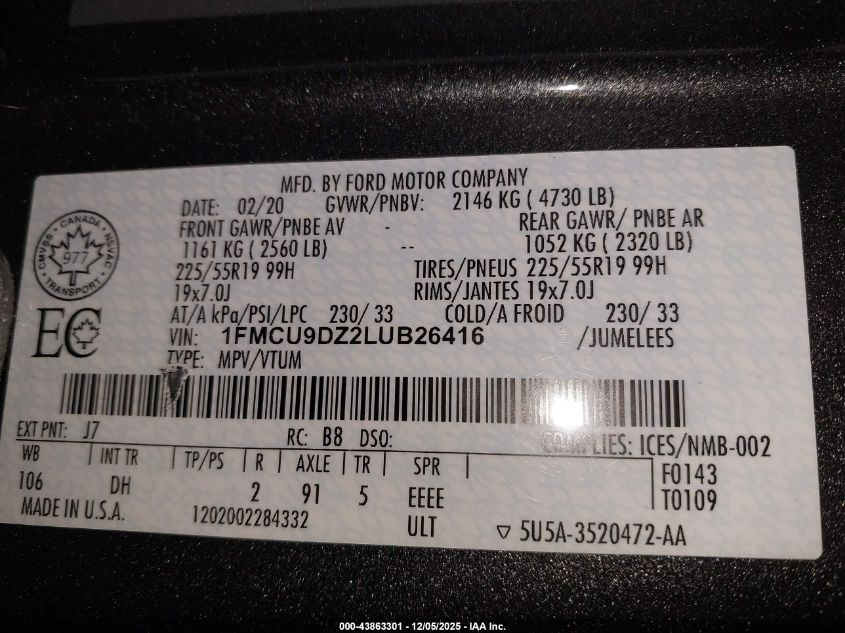 MFD. BY FORD MOTOR COMPANY
DATE: 02/20 GVWR/PNBV: 2146 KG ( 4730 LB)
FRONT GAWR/PNBE AV - REAR GAWR/ PNBE AR
1161 KG ( 2560 LB) -- 1052 KG ( 2320 LB)
225/55R19 99H TIRES/PNEUS 225/55R19 99H
19x7.0J RIMS/JANTES 19x7.0J
AT/A kPa/PSI/LPC 230/ 33 COLD/A FROID 230/ 33
VIN: 1FMCU9DZ2LUB26416 /JUMELEES
TYPE: MPV/VTUM
CANADA
CMVSS NSVAC
977
TRANSPORT
EC
EXT PNT: J7 RC: B8 DSO: COMPLIES: ICES/NMB-002
WB INT TR TP/PS R AXLE TR SPR F0143
106 DH 2 91 5 EEEE T0109
MADE IN U.S.A. 1202002284332 ULT 5U5A-3520472-AA
000-43863301 - 12/05/2025 - IAA Inc.